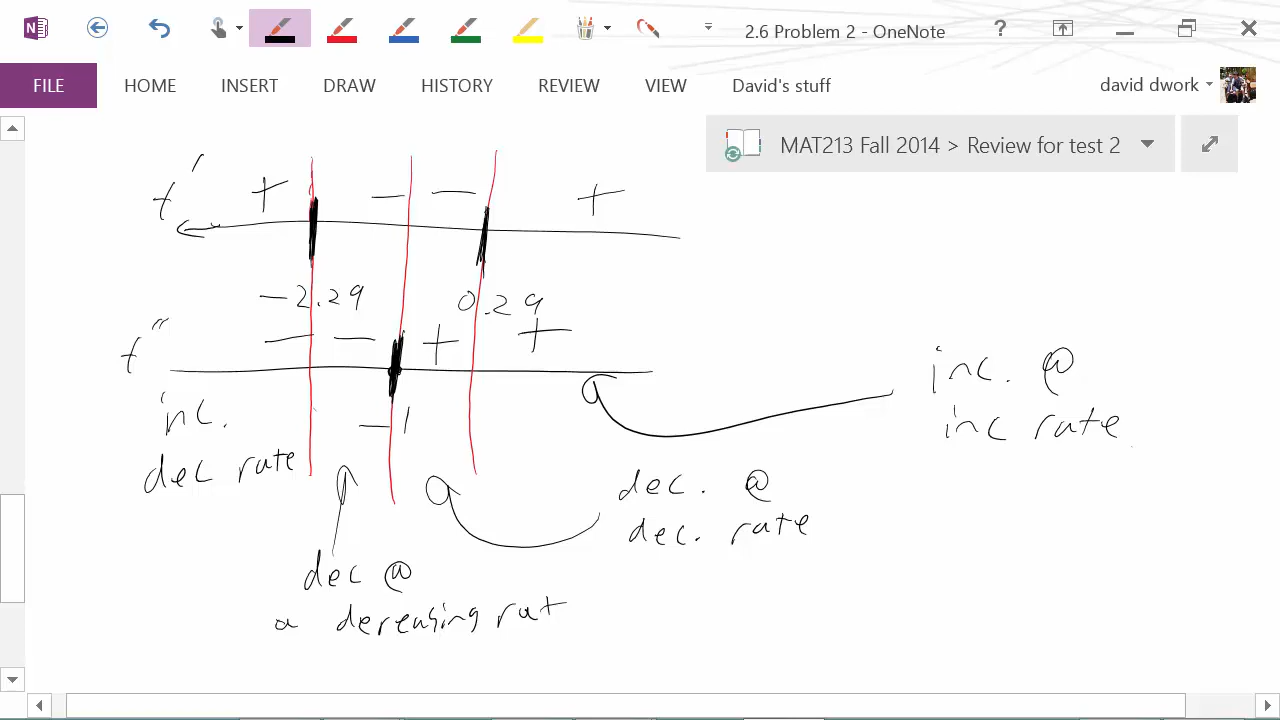 2.6 Problem 2 - OneNote
?
FILE
HOME
INSERT
DRAW
HISTORY
REVIEW
VIEW
David's stuff
david dwork
MAT213 Fall 2014 > Review for test 2
t' + - - +
-2.29 0.29
t'' - - + +
-1
inc.
dec rate
inc. @
inc rate
dec. @
dec. rate
dec @
a dereasing rat